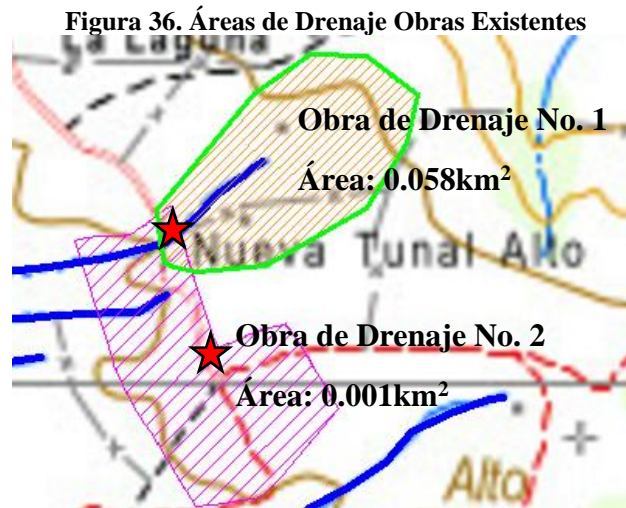 Figura 36. Áreas de Drenaje Obras Existentes
La Laguna
Obra de Drenaje No. 1
Área: 0.058km²
Nueva Tunal Alto
Obra de Drenaje No. 2
Área: 0.001km²
Alto